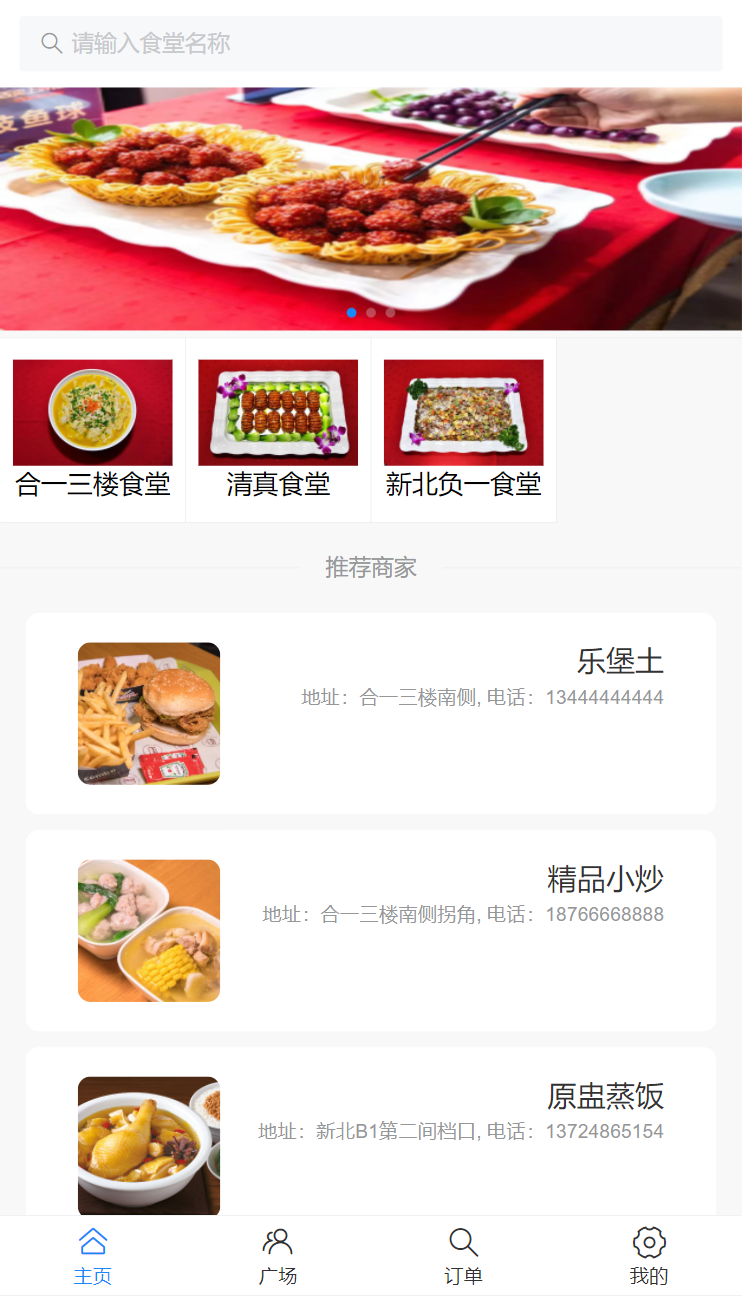 请输入食堂名称
鱼球
合一三楼食堂
清真食堂
新北负一食堂
推荐商家
乐堡土
地址：合一三楼南侧, 电话：13444444444
精品小炒
地址：合一三楼南侧拐角, 电话：18766668888
原盅蒸饭
地址：新北B1第二间档口, 电话：13724865154
主页
广场
订单
我的